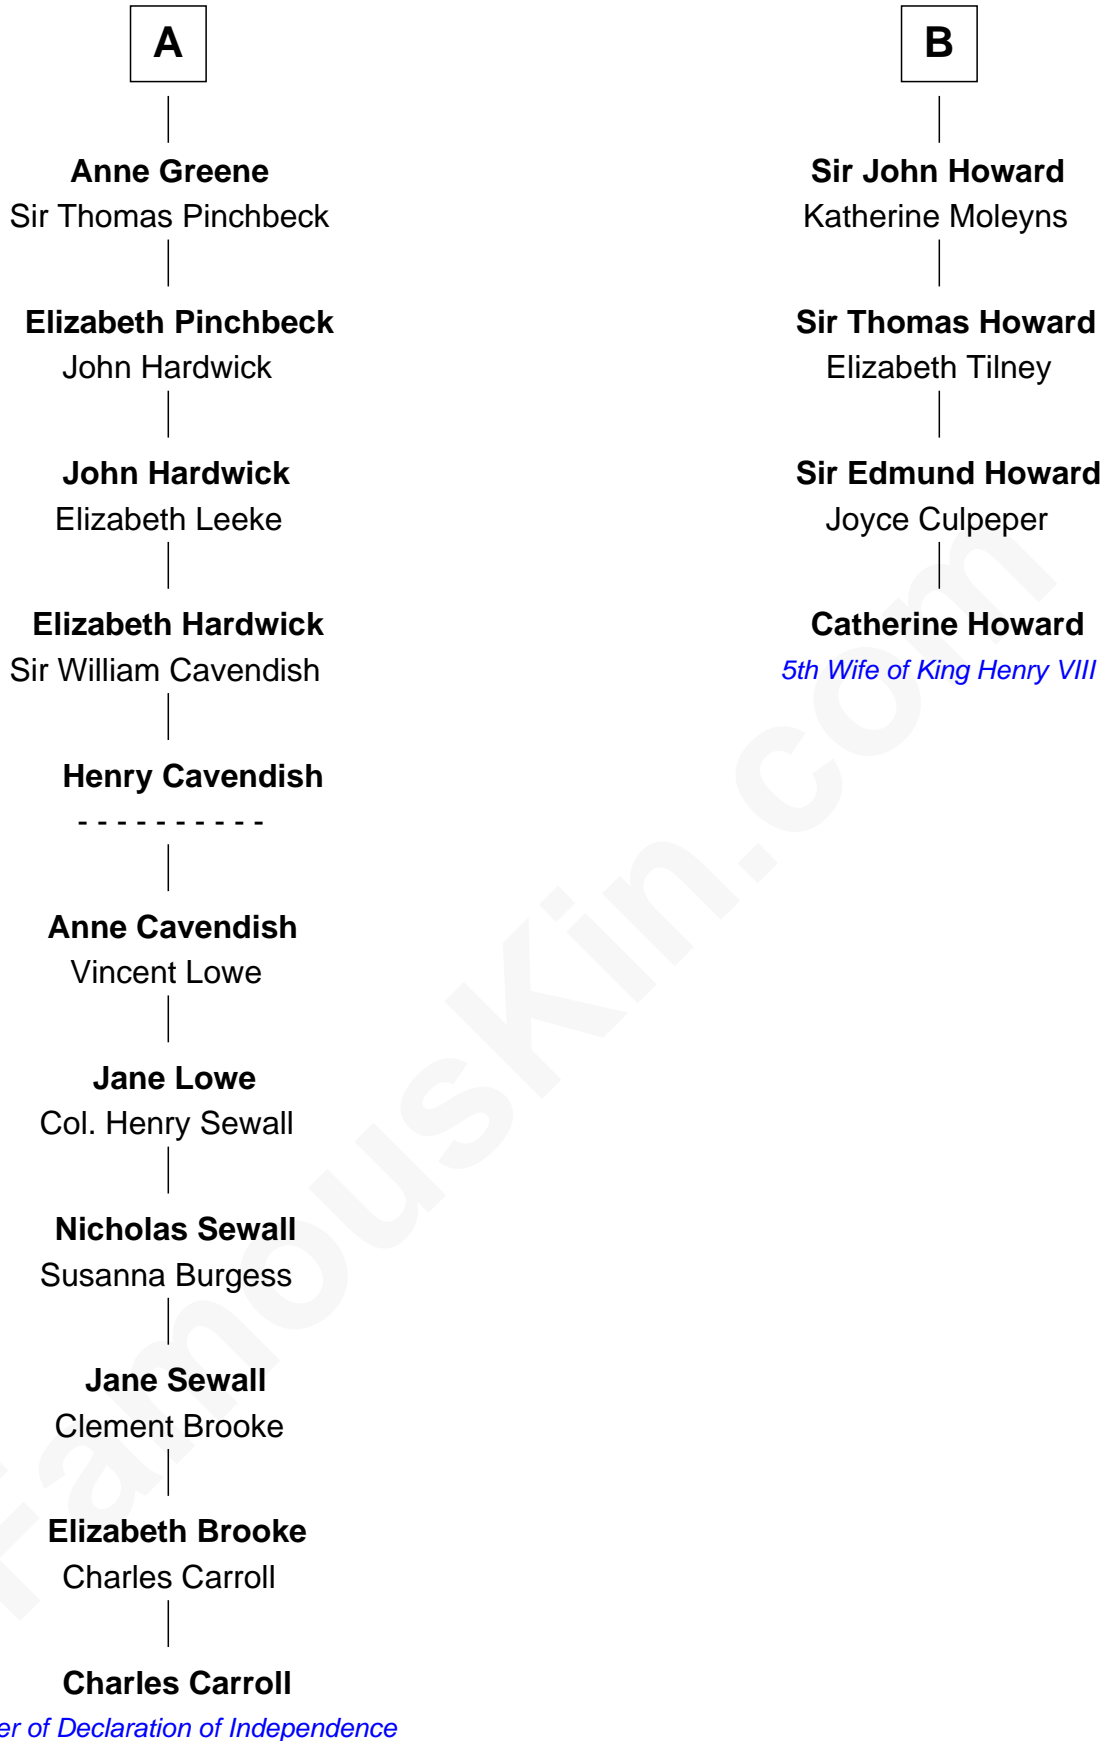 A
Anne Greene
Sir Thomas Pinchbeck
Elizabeth Pinchbeck
John Hardwick
John Hardwick
Elizabeth Leeke
Elizabeth Hardwick
Sir William Cavendish
Henry Cavendish
- - - - - - - - - -
Anne Cavendish
Vincent Lowe
Jane Lowe
Col. Henry Sewall
Nicholas Sewall
Susanna Burgess
Jane Sewall
Clement Brooke
Elizabeth Brooke
Charles Carroll
Charles Carroll
er of Declaration of Independence
B
Sir John Howard
Katherine Moleyns
Sir Thomas Howard
Elizabeth Tilney
Sir Edmund Howard
Joyce Culpeper
Catherine Howard
5th Wife of King Henry VIII
FamousKin.com